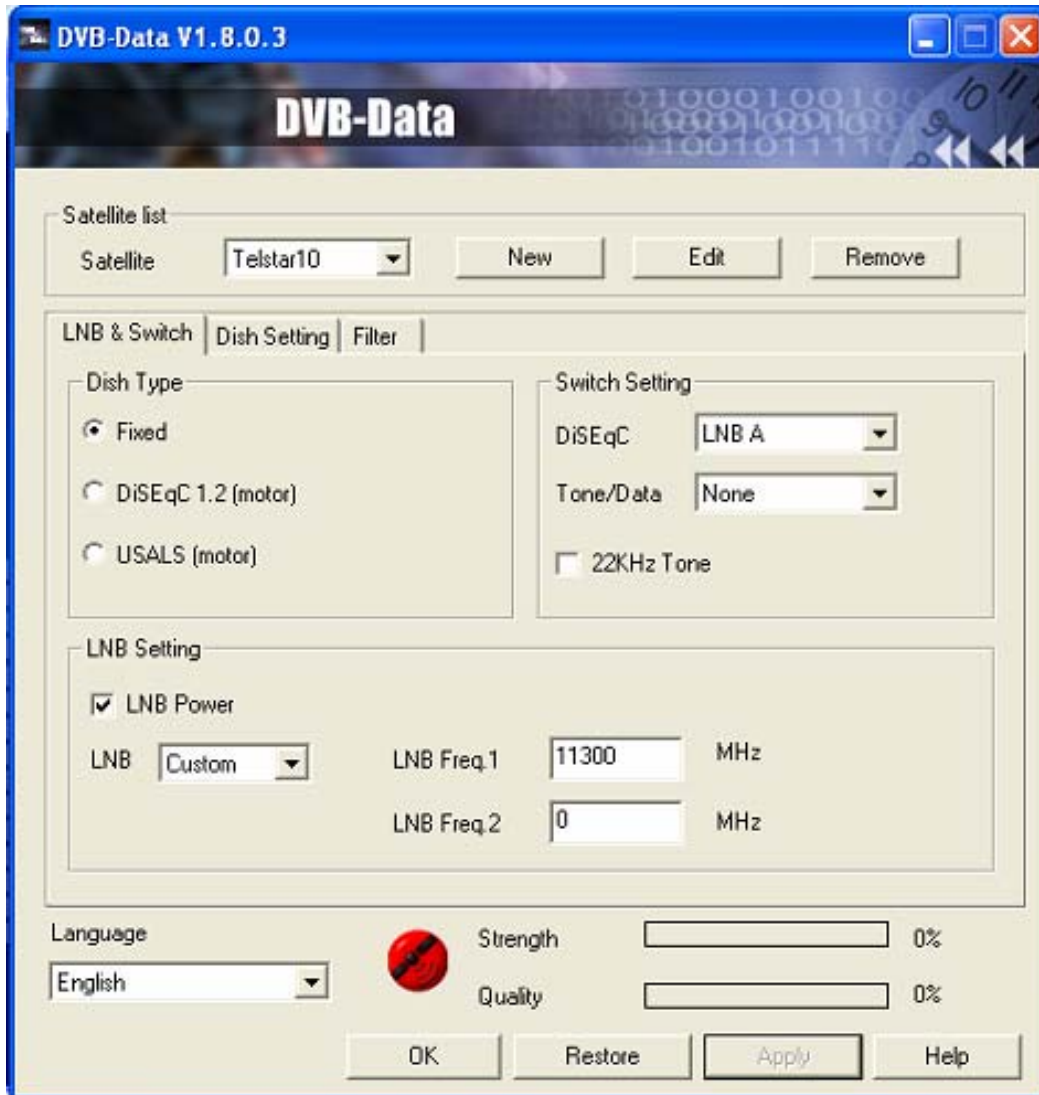 DVB-Data V1.8.0.3
DVB-Data
Satellite list
Satellite Telstar10 New Edit Remove
LNB & Switch Dish Setting Filter
Dish Type
Fixed
DiSEqC 1.2 (motor)
USALS (motor)
Switch Setting
DiSEqC LNB A
Tone/Data None
22KHz Tone
LNB Setting
LNB Power
LNB Custom LNB Freq.1 11300 MHz
LNB Freq.2 0 MHz
Language
English
Strength 0%
Quality 0%
OK Restore Apply Help